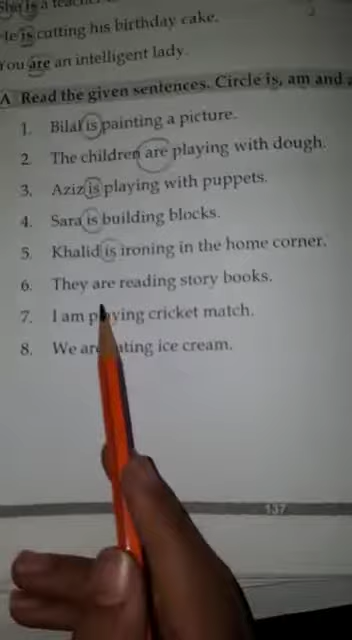 She is a
He is cutting his birthday cake.
You are an intelligent lady.
A Read the given sentences. Circle is, am and
1. Bilal is painting a picture.
2. The children are playing with dough.
3. Aziz is playing with puppets.
4. Sara is building blocks.
5. Khalid is ironing in the home corner.
6. They are reading story books.
7. I am playing cricket match.
8. We are eating ice cream.
137